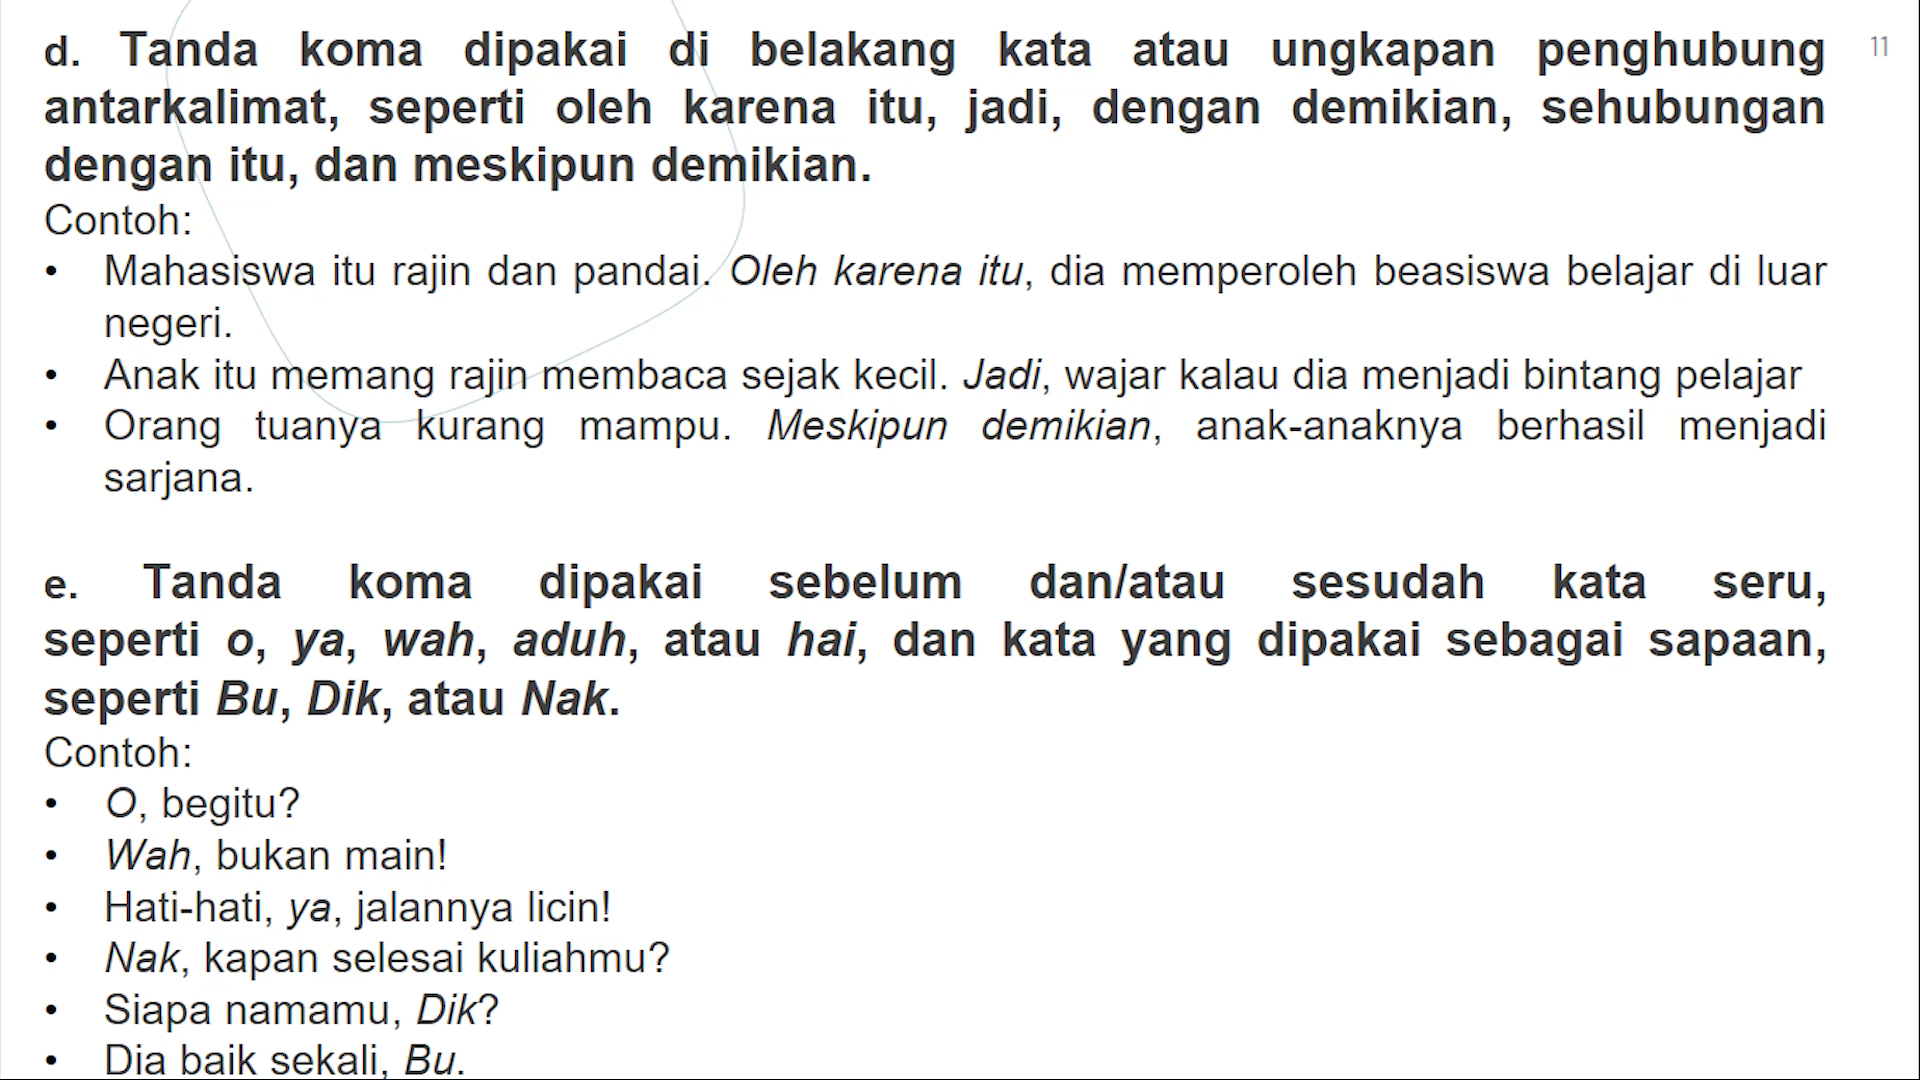 11
d. Tanda koma dipakai di belakang kata atau ungkapan penghubung
antarkalimat, seperti oleh karena itu, jadi, dengan demikian, sehubungan
dengan itu, dan meskipun demikian.
Contoh:
• Mahasiswa itu rajin dan pandai. Oleh karena itu, dia memperoleh beasiswa belajar di luar
negeri.
• Anak itu memang rajin membaca sejak kecil. Jadi, wajar kalau dia menjadi bintang pelajar
• Orang tuanya kurang mampu. Meskipun demikian, anak-anaknya berhasil menjadi
sarjana.
e. Tanda koma dipakai sebelum dan/atau sesudah kata seru,
seperti o, ya, wah, aduh, atau hai, dan kata yang dipakai sebagai sapaan,
seperti Bu, Dik, atau Nak.
Contoh:
• O, begitu?
• Wah, bukan main!
• Hati-hati, ya, jalannya licin!
• Nak, kapan selesai kuliahmu?
• Siapa namamu, Dik?
• Dia baik sekali, Bu.